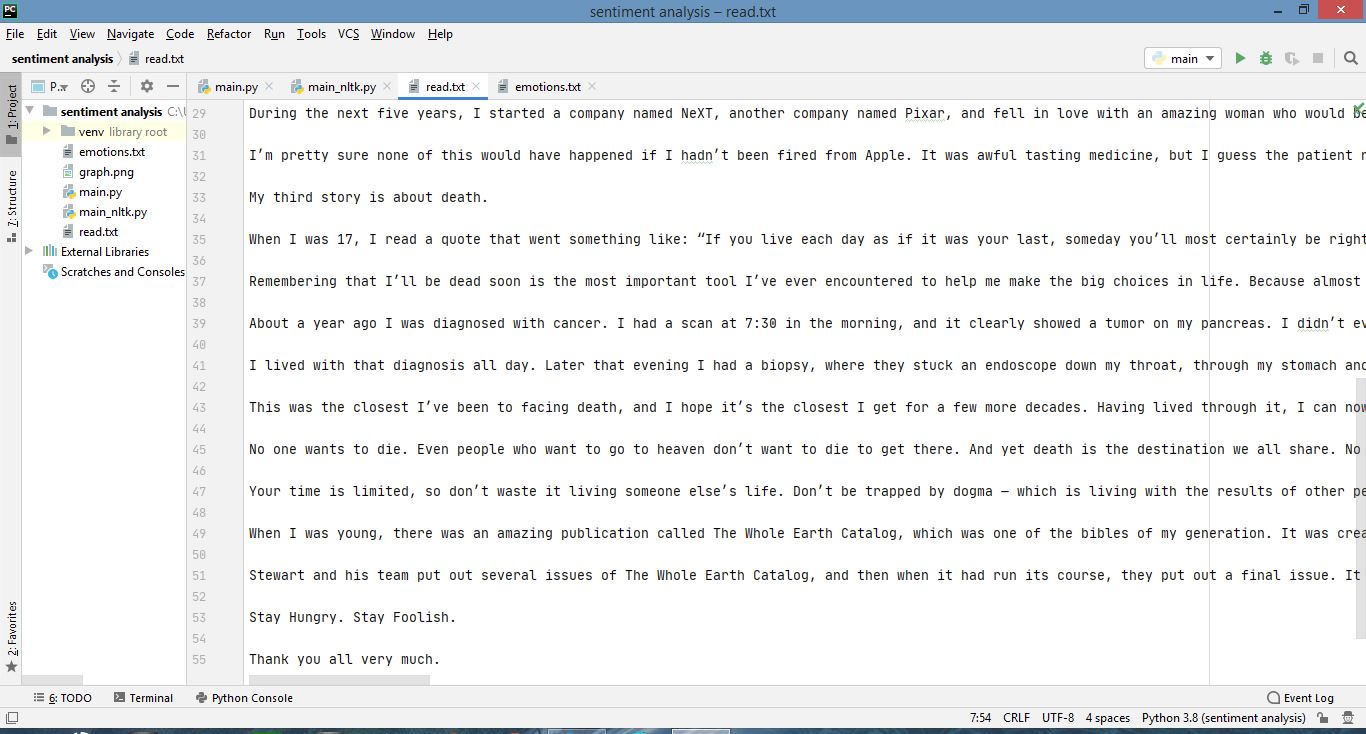 PC
sentiment analysis – read.txt
File Edit View Navigate Code Refactor Run Tools VCS Window Help
sentiment analysis read.txt main
1: Project
P..
main.py main_nltk.py read.txt emotions.txt
sentiment analysis C:\
venv library root
emotions.txt
graph.png
main.py
main_nltk.py
read.txt
External Libraries
Scratches and Consoles
7: Structure
2: Favorites
29 During the next five years, I started a company named NeXT, another company named Pixar, and fell in love with an amazing woman who would be
30
31 I’m pretty sure none of this would have happened if I hadn’t been fired from Apple. It was awful tasting medicine, but I guess the patient
32
33 My third story is about death.
34
35 When I was 17, I read a quote that went something like: “If you live each day as if it was your last, someday you’ll most certainly be right
36
37 Remembering that I’ll be dead soon is the most important tool I’ve ever encountered to help me make the big choices in life. Because almost
38
39 About a year ago I was diagnosed with cancer. I had a scan at 7:30 in the morning, and it clearly showed a tumor on my pancreas. I didn’t ev
40
41 I lived with that diagnosis all day. Later that evening I had a biopsy, where they stuck an endoscope down my throat, through my stomach and
42
43 This was the closest I’ve been to facing death, and I hope it’s the closest I get for a few more decades. Having lived through it, I can now
44
45 No one wants to die. Even people who want to go to heaven don’t want to die to get there. And yet death is the destination we all share. No
46
47 Your time is limited, so don’t waste it living someone else’s life. Don’t be trapped by dogma — which is living with the results of other pe
48
49 When I was young, there was an amazing publication called The Whole Earth Catalog, which was one of the bibles of my generation. It was crea
50
51 Stewart and his team put out several issues of The Whole Earth Catalog, and then when it had run its course, they put out a final issue. It
52
53 Stay Hungry. Stay Foolish.
54
55 Thank you all very much.
6: TODO Terminal Python Console Event Log
7:54 CRLF UTF-8 4 spaces Python 3.8 (sentiment analysis)